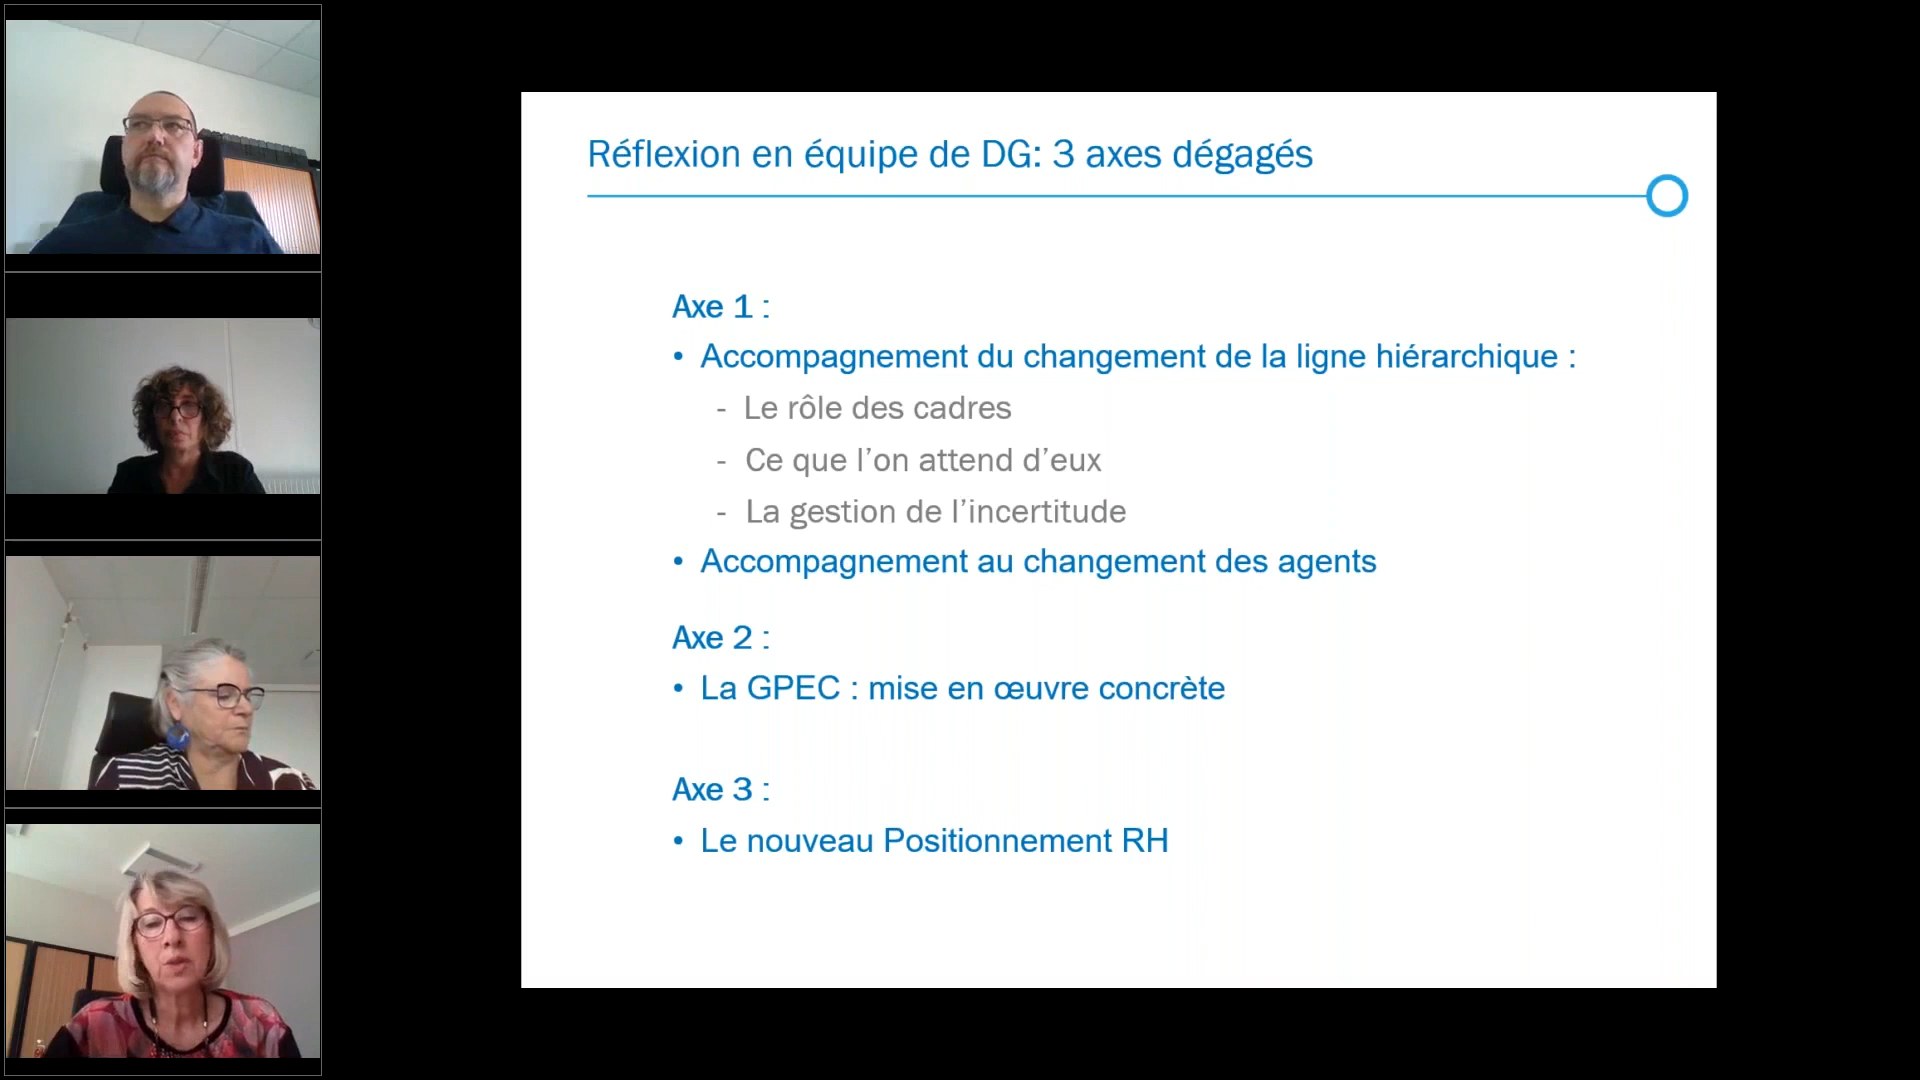 Réflexion en équipe de DG: 3 axes dégagés
Axe 1 :
• Accompagnement du changement de la ligne hiérarchique :
- Le rôle des cadres
- Ce que l’on attend d’eux
- La gestion de l’incertitude
• Accompagnement au changement des agents
Axe 2 :
• La GPEC : mise en œuvre concrète
Axe 3 :
• Le nouveau Positionnement RH